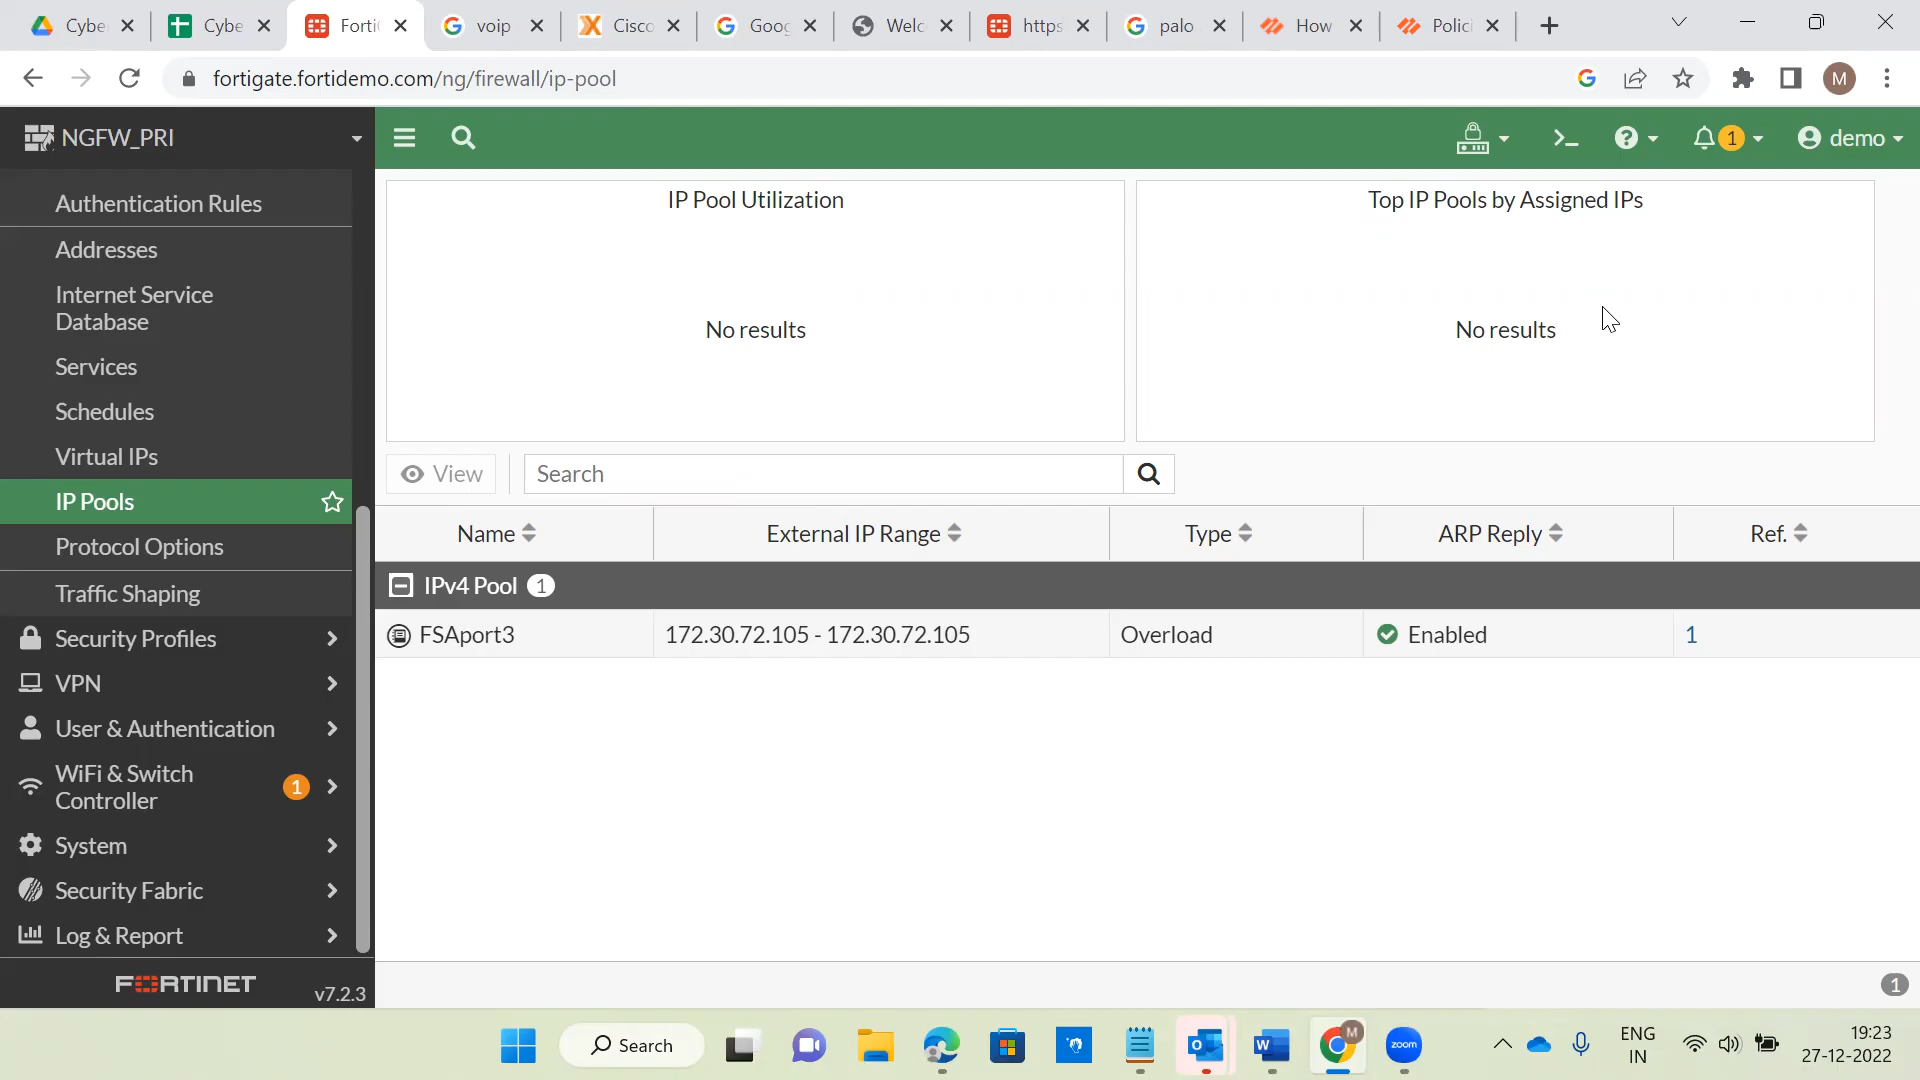 Cybe
Cybe
Forti
voip
Cisco
Goog
Welc
https
palo
How
Polici
fortigate.fortidemo.com/ng/firewall/ip-pool
M
NGFW_PRI
1
demo
Authentication Rules
Addresses
Internet Service
Database
Services
Schedules
Virtual IPs
IP Pools
Protocol Options
Traffic Shaping
Security Profiles
VPN
User & Authentication
WiFi & Switch
Controller
1
System
Security Fabric
Log & Report
FORTINET
v7.2.3
IP Pool Utilization
No results
Top IP Pools by Assigned IPs
No results
View
Search
Name
External IP Range
Type
ARP Reply
Ref.
IPv4 Pool 1
FSAport3
172.30.72.105 - 172.30.72.105
Overload
Enabled
1
1
Search
O
W
M
zoom
ENG
IN
19:23
27-12-2022